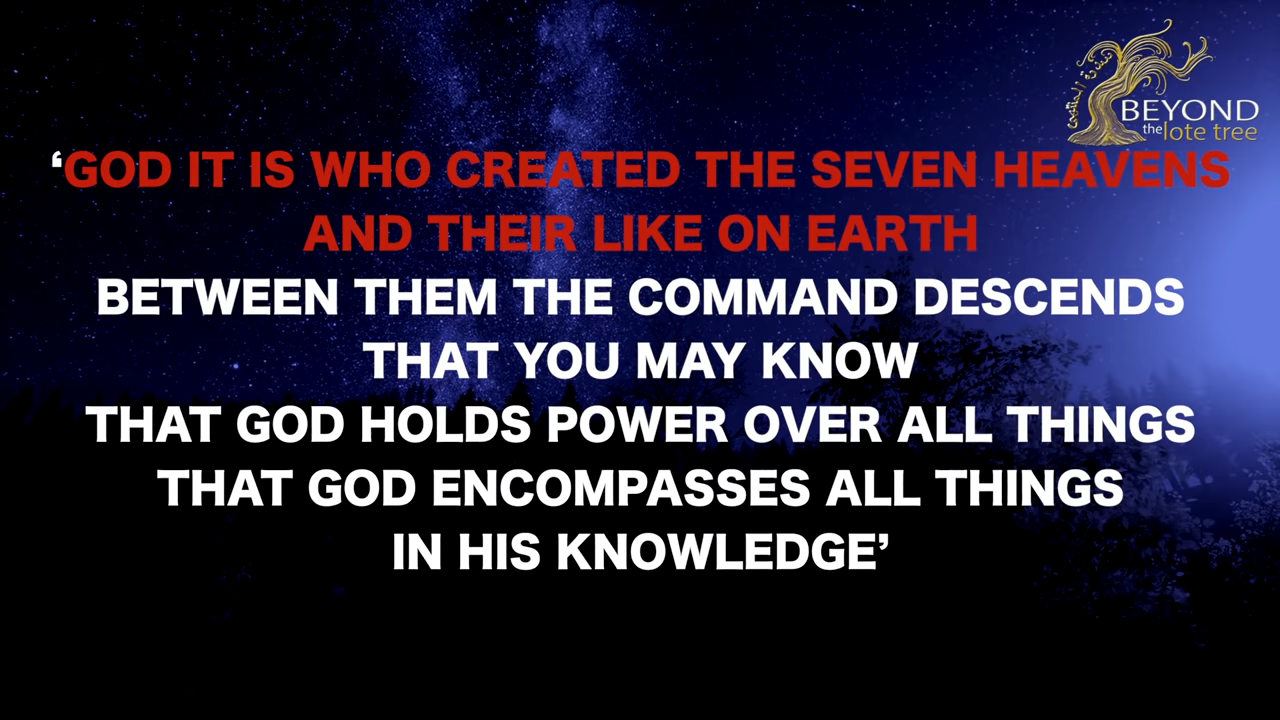 BEYOND
the lote tree
‘GOD IT IS WHO CREATED THE SEVEN HEAVENS
AND THEIR LIKE ON EARTH
BETWEEN THEM THE COMMAND DESCENDS
THAT YOU MAY KNOW
THAT GOD HOLDS POWER OVER ALL THINGS
THAT GOD ENCOMPASSES ALL THINGS
IN HIS KNOWLEDGE’